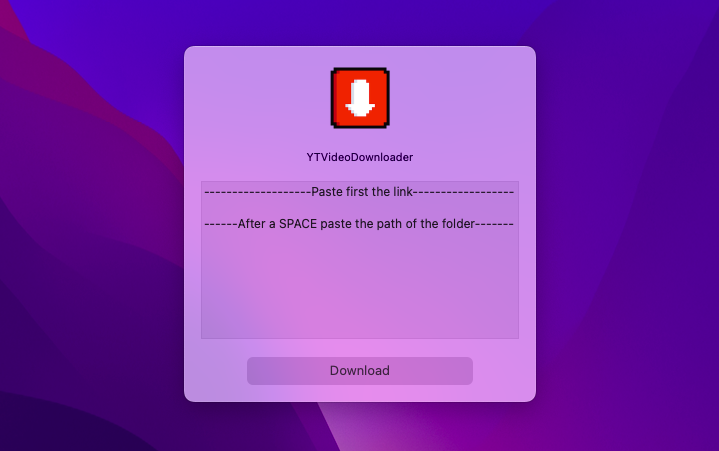 YTVideoDownloader
-------------------Paste first the link------------------
------After a SPACE paste the path of the folder-------
Download